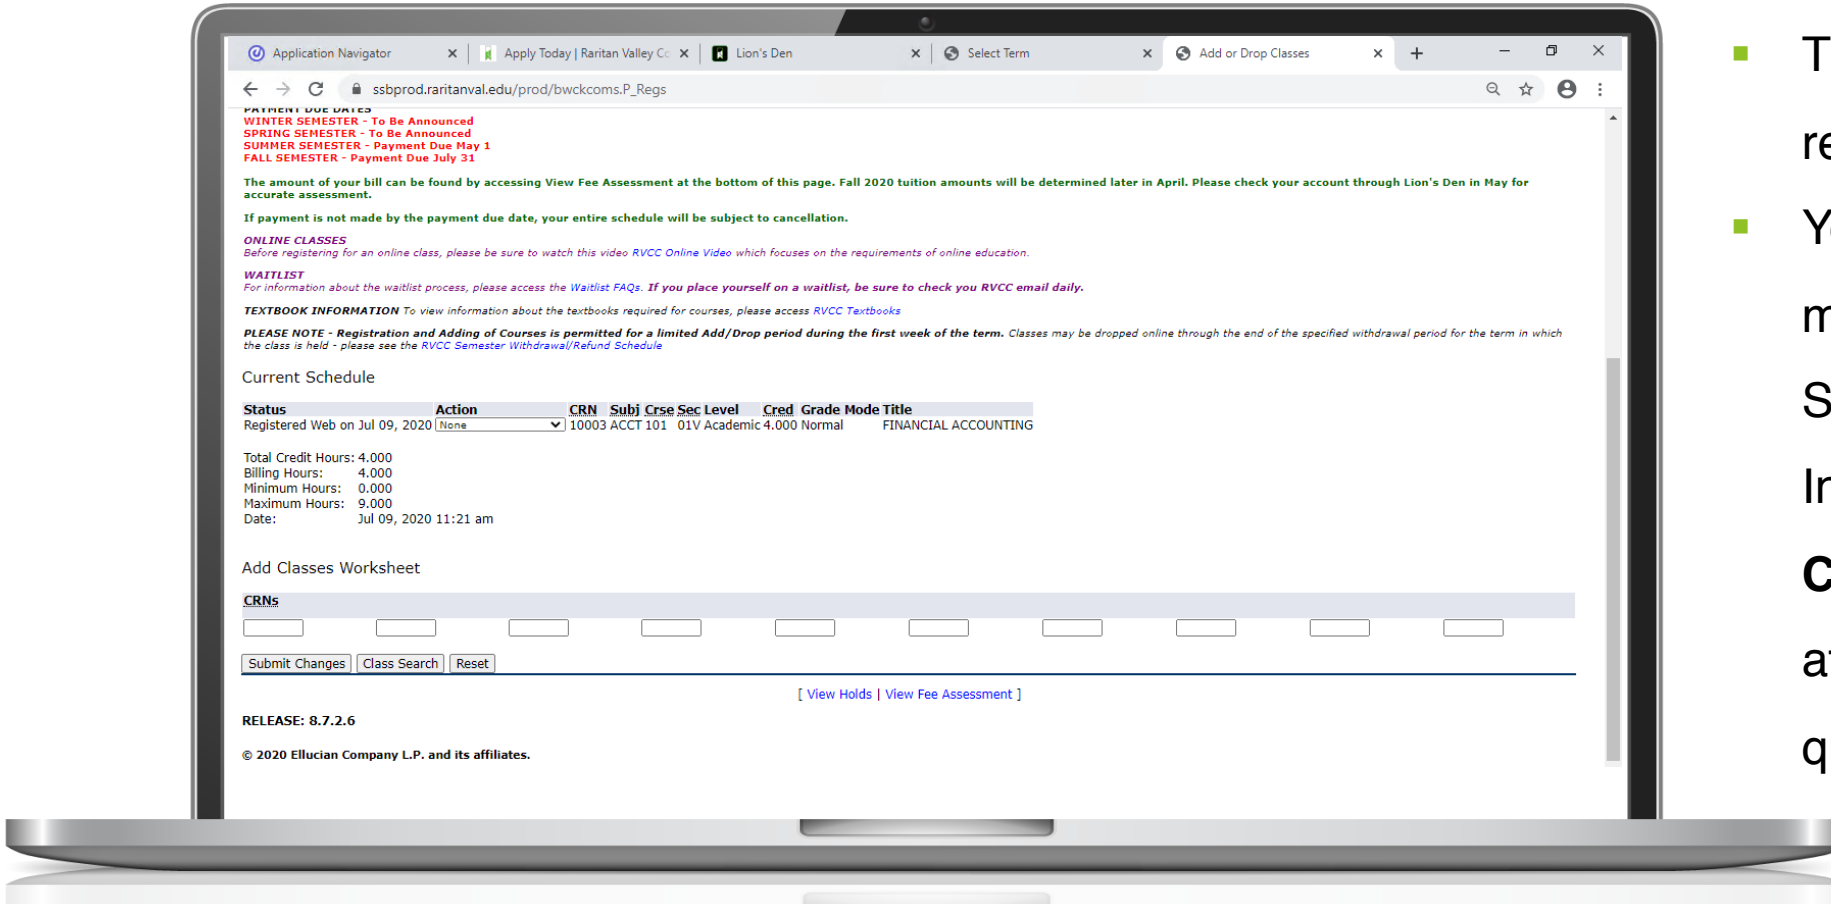 Application Navigator
Apply Today | Raritan Valley Co
Lion's Den
Select Term
Add or Drop Classes
ssbprod.raritanval.edu/prod/bwckcoms.P_Regs
PAYMENT DUE DATES
WINTER SEMESTER - To Be Announced
SPRING SEMESTER - To Be Announced
SUMMER SEMESTER - Payment Due May 1
FALL SEMESTER - Payment Due July 31
The amount of your bill can be found by accessing View Fee Assessment at the bottom of this page. Fall 2020 tuition amounts will be determined later in April. Please check your account through Lion's Den in May for
accurate assessment.
If payment is not made by the payment due date, your entire schedule will be subject to cancellation.
ONLINE CLASSES
Before registering for an online class, please be sure to watch this video RVCC Online Video which focuses on the requirements of online education.
WAITLIST
For information about the waitlist process, please access the Waitlist FAQs. If you place yourself on a waitlist, be sure to check you RVCC email daily.
TEXTBOOK INFORMATION To view information about the textbooks required for courses, please access RVCC Textbooks
PLEASE NOTE - Registration and Adding of Courses is permitted for a limited Add/Drop period during the first week of the term. Classes may be dropped online through the end of the specified withdrawal period for the term in which
the class is held - please see the RVCC Semester Withdrawal/Refund Schedule
Current Schedule
Status Action CRN Subj Crse Sec Level Cred Grade Mode Title
Registered Web on Jul 09, 2020 None 10003 ACCT 101 01V Academic 4.000 Normal FINANCIAL ACCOUNTING
Total Credit Hours: 4.000
Billing Hours: 4.000
Minimum Hours: 0.000
Maximum Hours: 9.000
Date: Jul 09, 2020 11:21 am
Add Classes Worksheet
CRNs
Submit Changes Class Search Reset
[ View Holds | View Fee Assessment ]
RELEASE: 8.7.2.6
© 2020 Ellucian Company L.P. and its affiliates.